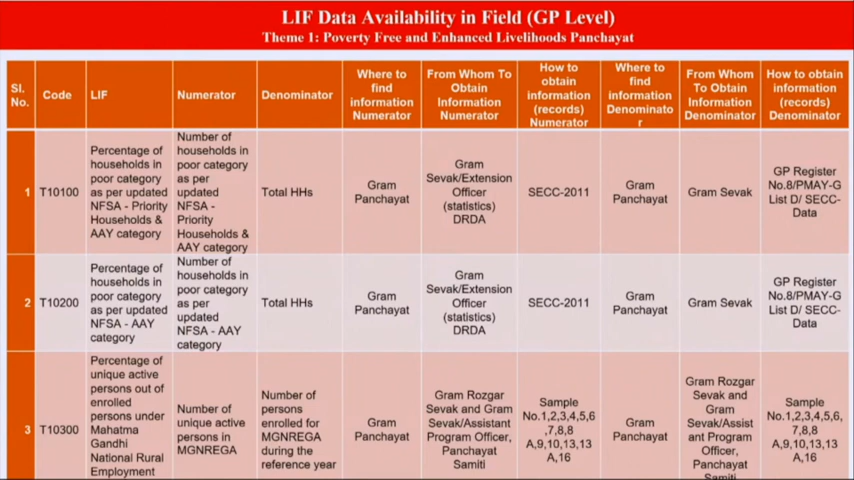 LIF Data Availability in Field (GP Level)
Theme 1: Poverty Free and Enhanced Livelihoods Panchayat
Sl. No. | Code | LIF | Numerator | Denominator | Where to find information Numerator | From Whom To Obtain Information Numerator | How to obtain information (records) Numerator | Where to find information Denominato r | From Whom To Obtain Information Denominator | How to obtain information (records) Denominator
1 | T10100 | Percentage of households in poor category as per updated NFSA - Priority Households & AAY category | Number of households in poor category as per updated NFSA - Priority Households & AAY category | Total HHs | Gram Panchayat | Gram Sevak/Extension Officer (statistics) DRDA | SECC-2011 | Gram Panchayat | Gram Sevak | GP Register No.8/PMAY-G List D/ SECC- Data
2 | T10200 | Percentage of households in poor category as per updated NFSA - AAY category | Number of households in poor category as per updated NFSA - AAY category | Total HHs | Gram Panchayat | Gram Sevak/Extension Officer (statistics) DRDA | SECC-2011 | Gram Panchayat | Gram Sevak | GP Register No.8/PMAY-G List D/ SECC- Data
3 | T10300 | Percentage of unique active persons out of enrolled persons under Mahatma Gandhi National Rural Employment | Number of unique active persons in MGNREGA | Number of persons enrolled for MGNREGA during the reference year | Gram Panchayat | Gram Rozgar Sevak and Gram Sevak/Assistant Program Officer, Panchayat Samiti | Sample No.1,2,3,4,5,6 ,7,8,8 A,9,10,13,13 A,16 | Gram Panchayat | Gram Rozgar Sevak and Gram Sevak/Assist ant Program Officer, Panchayat Samiti | Sample No.1,2,3,4,5,6, 7,8,8 A,9,10,13,13 A,16